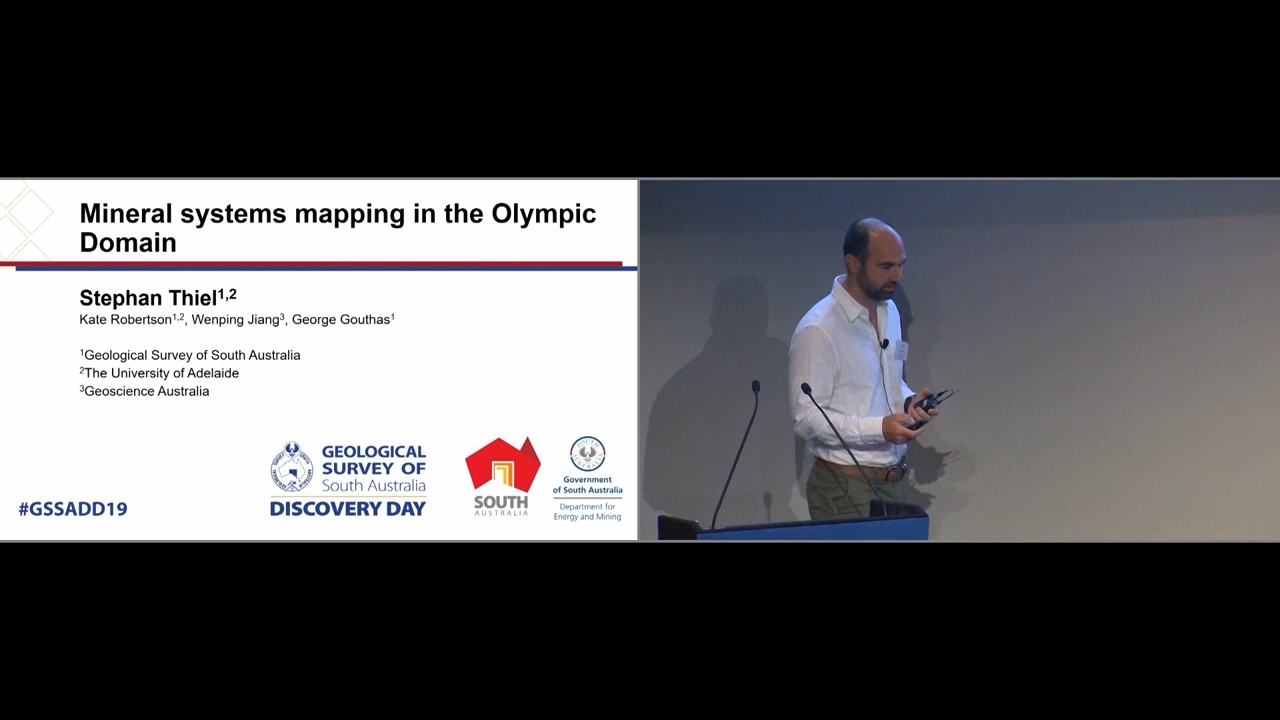 Mineral systems mapping in the Olympic
Domain
Stephan Thiel1,2
Kate Robertson1,2, Wenping Jiang3, George Gouthas1
1Geological Survey of South Australia
2The University of Adelaide
3Geoscience Australia
#GSSADD19
GEOLOGICAL
SURVEY OF
South Australia
DISCOVERY DAY
SOUTH
AUSTRALIA
Government
of South Australia
Department for
Energy and Mining